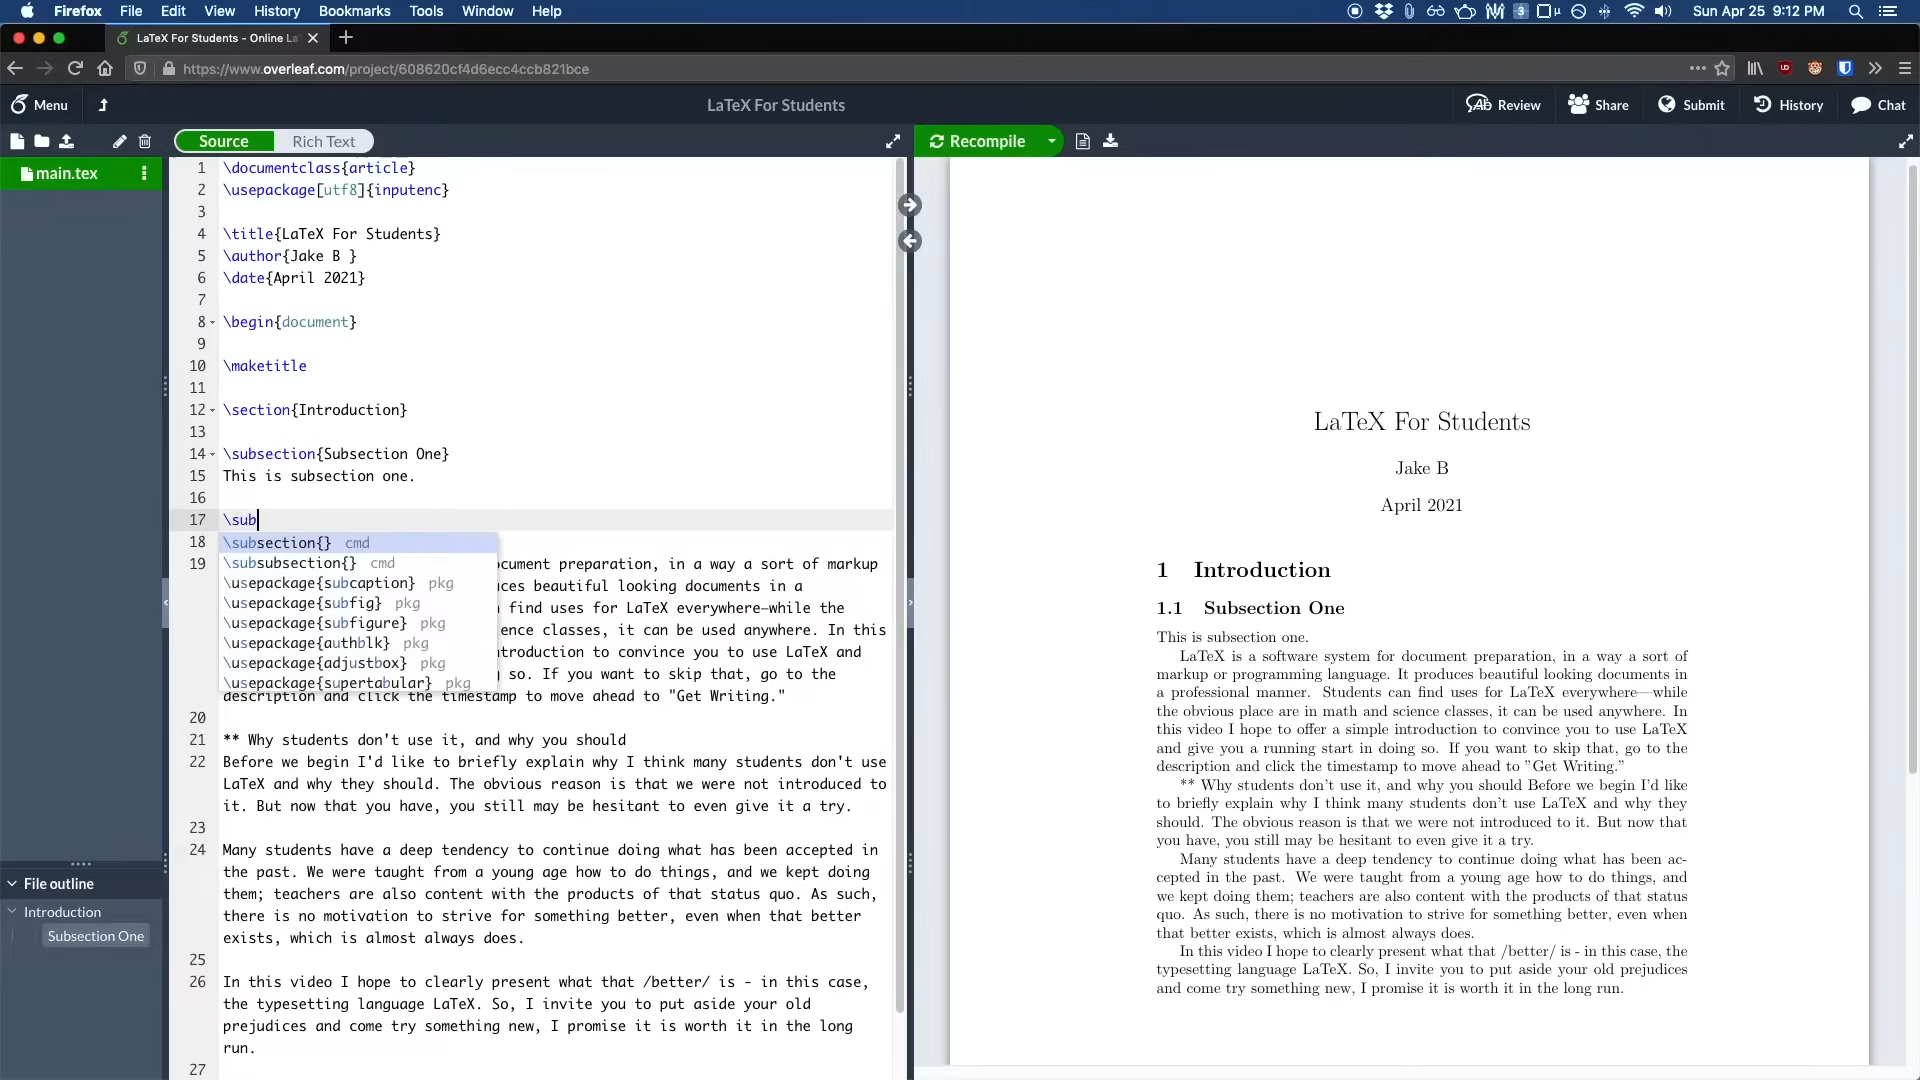 Firefox File Edit View History Bookmarks Tools Window Help
3
Sun Apr 25 9:12 PM
LaTeX For Students - Online La
https://www.overleaf.com/project/608620cf4d6ecc4ccb821bce
Menu
LaTeX For Students
Review Share Submit History Chat
Source Rich Text
Recompile
main.tex
1 \documentclass{article}
2 \usepackage[utf8]{inputenc}
3
4 \title{LaTeX For Students}
5 \author{Jake B }
6 \date{April 2021}
7
8 \begin{document}
9
10 \maketitle
11
12 \section{Introduction}
13
14 \subsection{Subsection One}
15 This is subsection one.
16
17 \sub
18
\subsection{} cmd
\subsubsection{} cmd
\usepackage{subcaption} pkg
\usepackage{subfig} pkg
\usepackage{subfigure} pkg
\usepackage{authblk} pkg
\usepackage{adjustbox} pkg
\usepackage{supertabular} pkg
19 ocument preparation, in a way a sort of markup
ces beautiful looking documents in a
find uses for LaTeX everywhere—while the
ence classes, it can be used anywhere. In this
troduction to convince you to use LaTeX and
so. If you want to skip that, go to the
description and click the timestamp to move ahead to "Get Writing."
20
21 ** Why students don't use it, and why you should
22 Before we begin I'd like to briefly explain why I think many students don't use
LaTeX and why they should. The obvious reason is that we were not introduced to
it. But now that you have, you still may be hesitant to even give it a try.
23
24 Many students have a deep tendency to continue doing what has been accepted in
the past. We were taught from a young age how to do things, and we kept doing
them; teachers are also content with the products of that status quo. As such,
there is no motivation to strive for something better, even when that better
exists, which is almost always does.
25
26 In this video I hope to clearly present what that /better/ is - in this case,
the typesetting language LaTeX. So, I invite you to put aside your old
prejudices and come try something new, I promise it is worth it in the long
run.
27
File outline
Introduction
Subsection One
LaTeX For Students
Jake B
April 2021
1 Introduction
1.1 Subsection One
This is subsection one.
LaTeX is a software system for document preparation, in a way a sort of
markup or programming language. It produces beautiful looking documents in
a professional manner. Students can find uses for LaTeX everywhere—while
the obvious place are in math and science classes, it can be used anywhere. In
this video I hope to offer a simple introduction to convince you to use LaTeX
and give you a running start in doing so. If you want to skip that, go to the
description and click the timestamp to move ahead to ”Get Writing.”
** Why students don’t use it, and why you should Before we begin I’d like
to briefly explain why I think many students don’t use LaTeX and why they
should. The obvious reason is that we were not introduced to it. But now that
you have, you still may be hesitant to even give it a try.
Many students have a deep tendency to continue doing what has been ac-
cepted in the past. We were taught from a young age how to do things, and
we kept doing them; teachers are also content with the products of that status
quo. As such, there is no motivation to strive for something better, even when
that better exists, which is almost always does.
In this video I hope to clearly present what that /better/ is - in this case, the
typesetting language LaTeX. So, I invite you to put aside your old prejudices
and come try something new, I promise it is worth it in the long run.